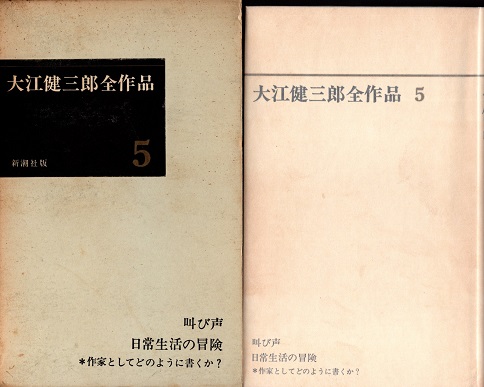 大江健三郎全作品
新潮社版
5
叫び声
日常生活の冒険
*作家としてどのように書くか?
大江健三郎全作品 5
叫び声
日常生活の冒険
*作家としてどのように書くか?